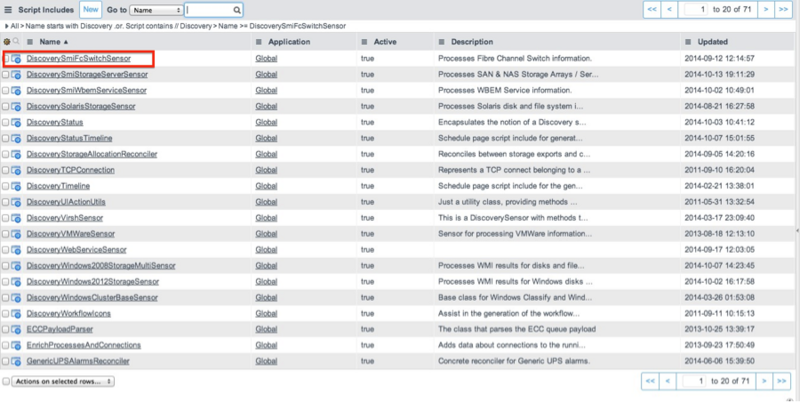 Script Includes New Go to Name << < 1 to 20 of 71 > >>
All > Name starts with Discovery .or. Script contains // Discovery > Name >= DiscoverySmiFcSwitchSensor
Name ▲ Application Active Description Updated
DiscoverySmiFcSwitchSensor Global true Processes Fibre Channel Switch information. 2014-09-12 12:14:57
DiscoverySmiStorageServerSensor Global true Processes SAN & NAS Storage Arrays / Ser... 2014-10-13 19:11:29
DiscoverySmiWbemServiceSensor Global true Processes WBEM Service information. 2014-10-02 10:49:01
DiscoverySolarisStorageSensor Global true Processes Solaris disk and file system i... 2014-08-21 16:27:58
DiscoveryStatus Global true Encapsulates the notion of a Discovery s... 2014-10-03 10:41:12
DiscoveryStatusTimeline Global true Schedule page script include for generat... 2014-10-07 15:01:55
DiscoveryStorageAllocationReconciler Global true Reconciles between storage exports and c... 2014-09-05 14:20:16
DiscoveryTCPConnection Global true Represents a TCP connect belonging to a ... 2011-09-10 16:20:04
DiscoveryTimeline Global true Schedule page script include for the gen... 2014-02-21 13:38:01
DiscoveryUIActionUtils Global true Just a utility class, providing methods ... 2011-05-31 13:32:54
DiscoveryVirshSensor Global true This is a DiscoverySensor with methods t... 2014-03-17 23:09:40
DiscoveryVMWareSensor Global true Sensor for processing VMWare information... 2013-08-18 12:13:10
DiscoveryWebServiceSensor Global true 2014-09-17 12:03:05
DiscoveryWindows2008StorageMultiSensor Global true Processes WMI results for disks and file... 2014-10-07 14:23:45
DiscoveryWindows2012StorageSensor Global true Processes WMI results for Windows disks ... 2014-10-02 16:17:58
DiscoveryWindowsClusterBaseSensor Global true Base class for Windows Classify and Wind... 2014-03-26 01:53:08
DiscoveryWorkflowIcons Global true Assist in the generation of the workflow... 2011-09-11 10:15:13
ECCPayloadParser Global true The class that parses the ECC queue payload 2013-10-25 13:39:17
EnrichProcessesAndConnections Global true Adds data about connections to the runni... 2013-09-23 17:50:49
GenericUPSAlarmsReconciler Global true Concrete reconciler for Generic UPS alarms. 2014-06-06 15:39:50
Actions on selected rows... << < 1 to 20 of 71 > >>